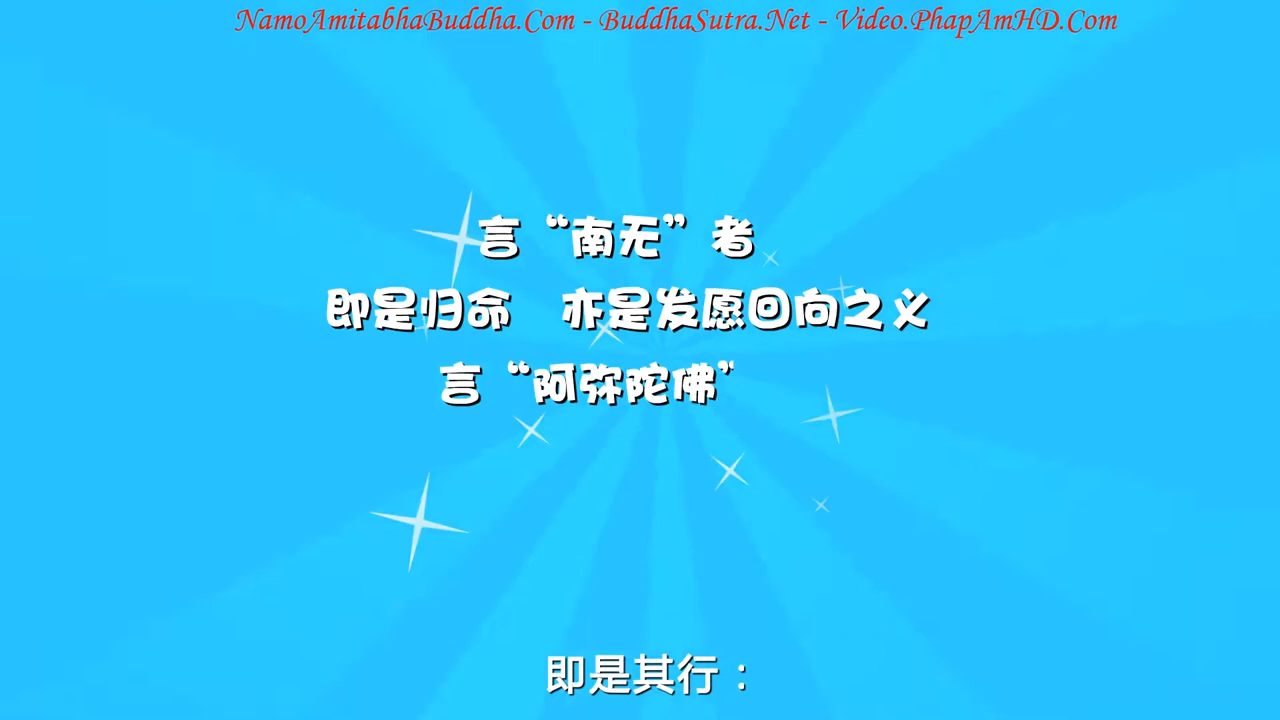 NamoAmitabhaBuddha.Com - BuddhaSutra.Net - Video.PhapAmHD.Com
言“南无”者
即是归命　亦是发愿回向之义
言“阿弥陀佛”
即是其行：